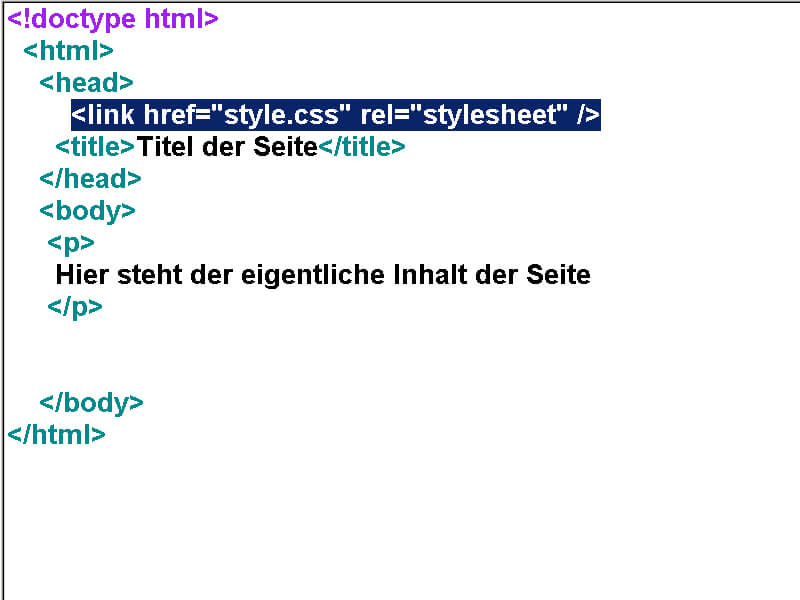 <!doctype html>
<html>
<head>
<link href="style.css" rel="stylesheet" />
<title>Titel der Seite</title>
</head>
<body>
<p>
Hier steht der eigentliche Inhalt der Seite
</p>
</body>
</html>